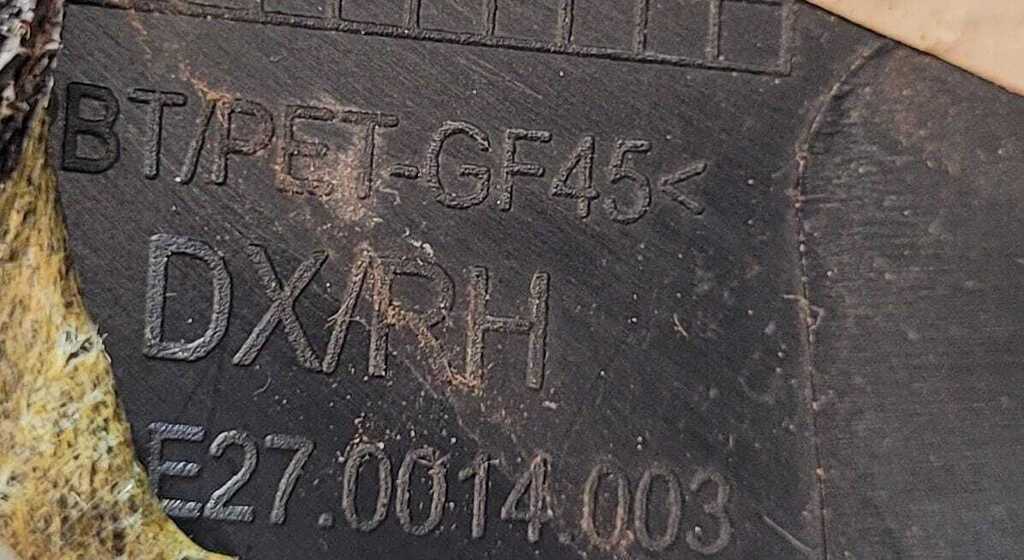 BT/PET-GF45<
DX/RH
E27.0014.003